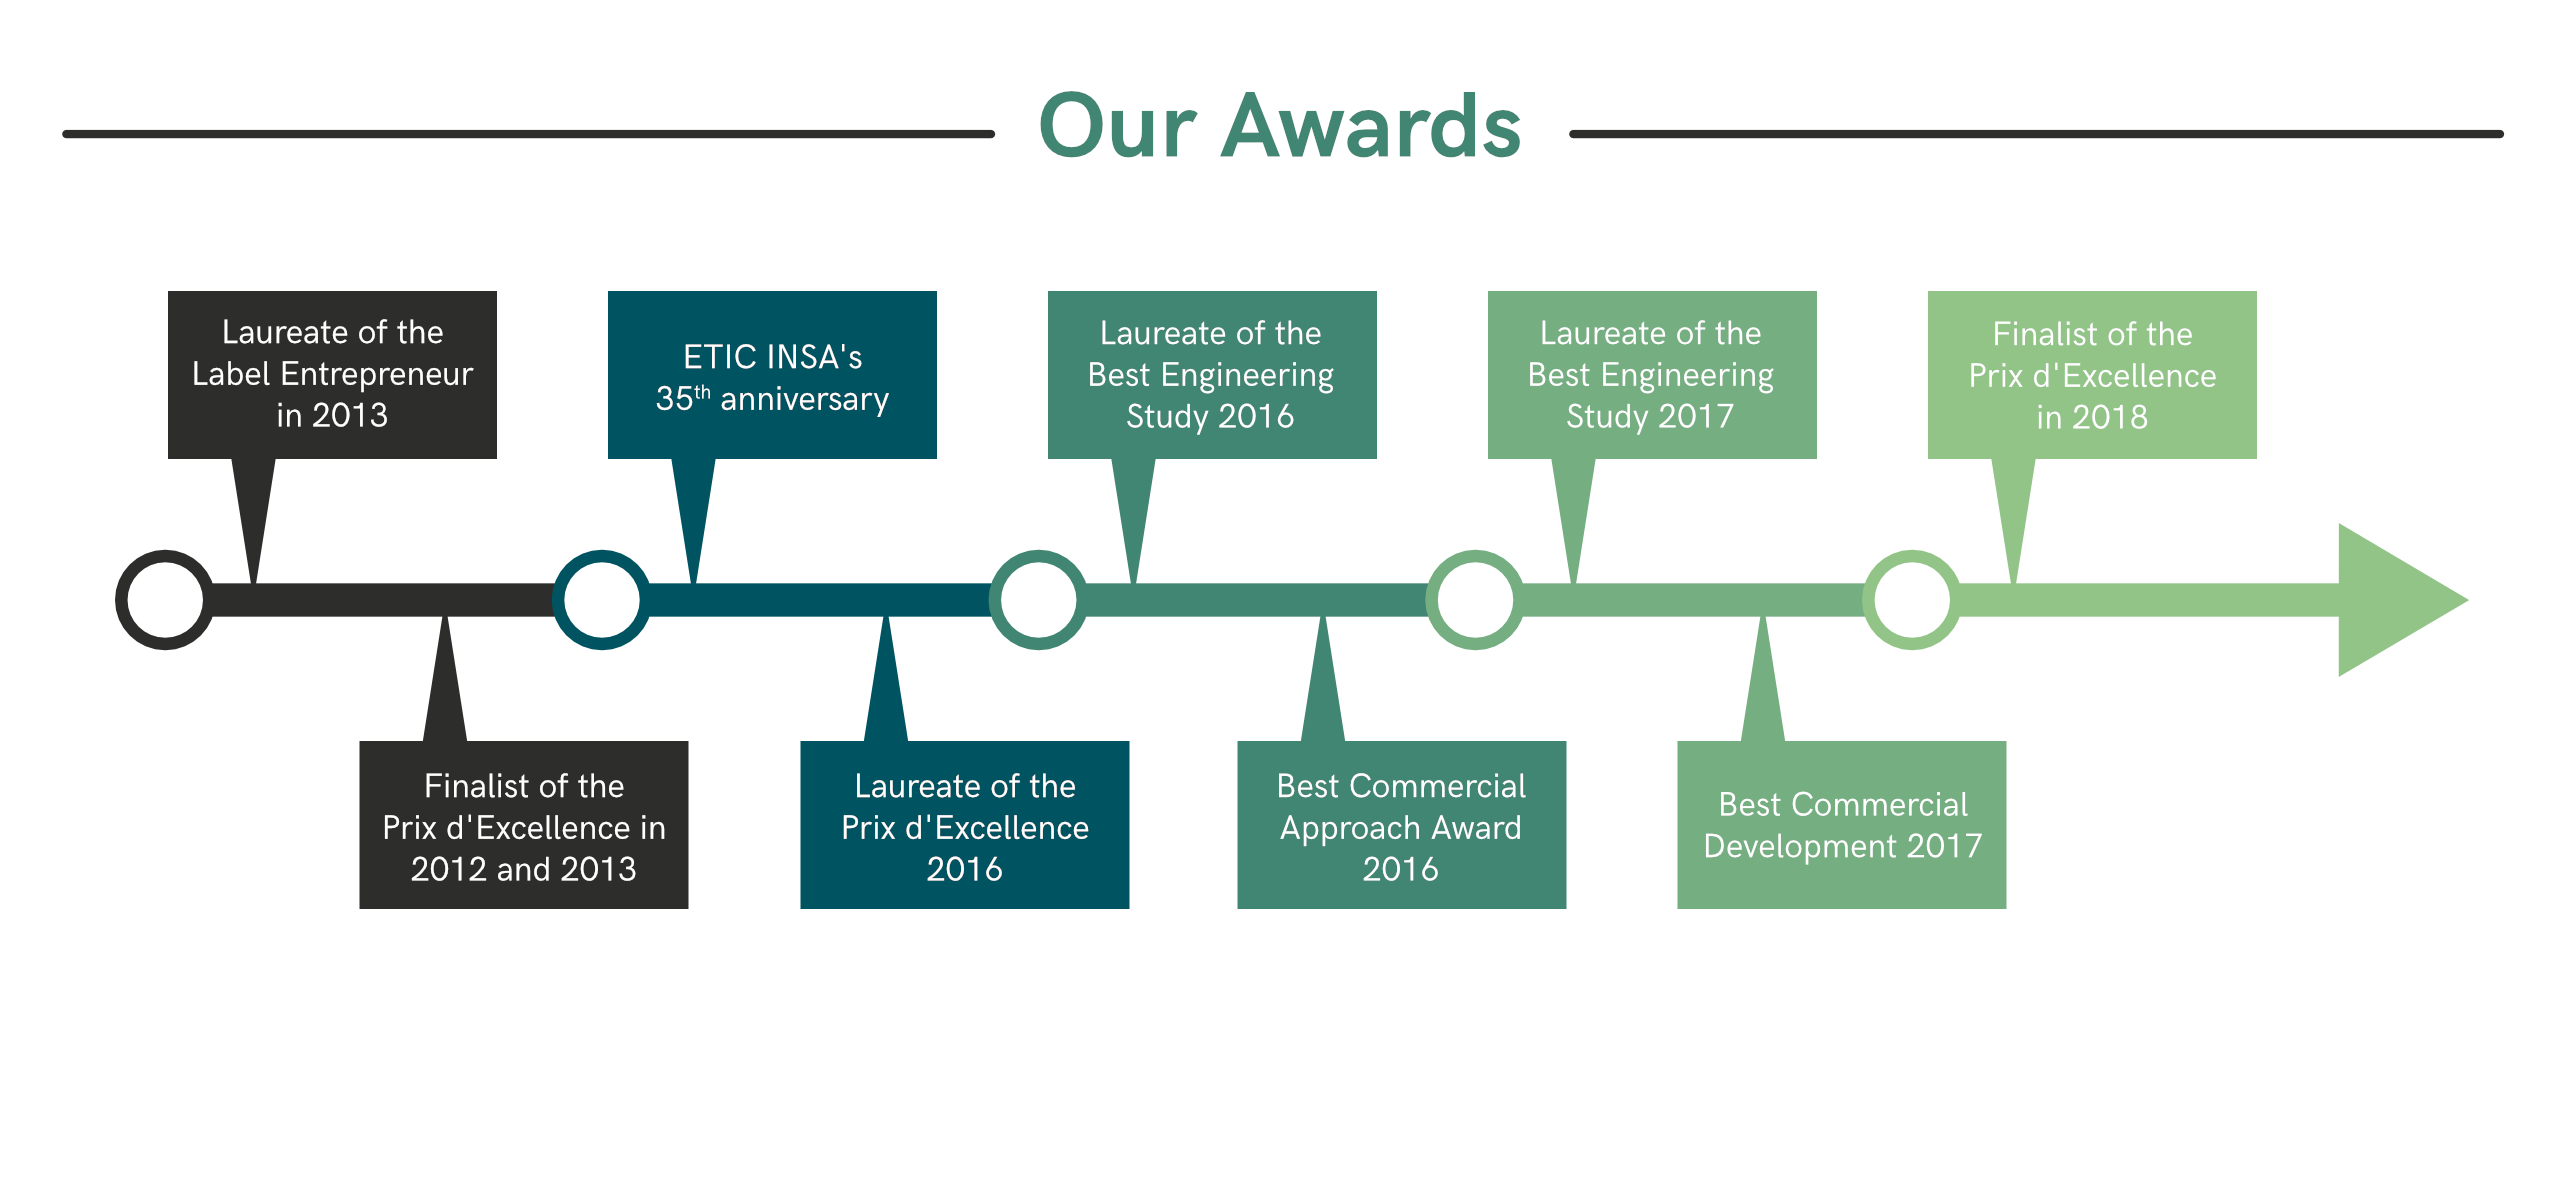 Our Awards
Laureate of the
Label Entrepreneur
in 2013
ETIC INSA's
35th anniversary
Laureate of the
Best Engineering
Study 2016
Laureate of the
Best Engineering
Study 2017
Finalist of the
Prix d'Excellence
in 2018
Finalist of the
Prix d'Excellence in
2012 and 2013
Laureate of the
Prix d'Excellence
2016
Best Commercial
Approach Award
2016
Best Commercial
Development 2017